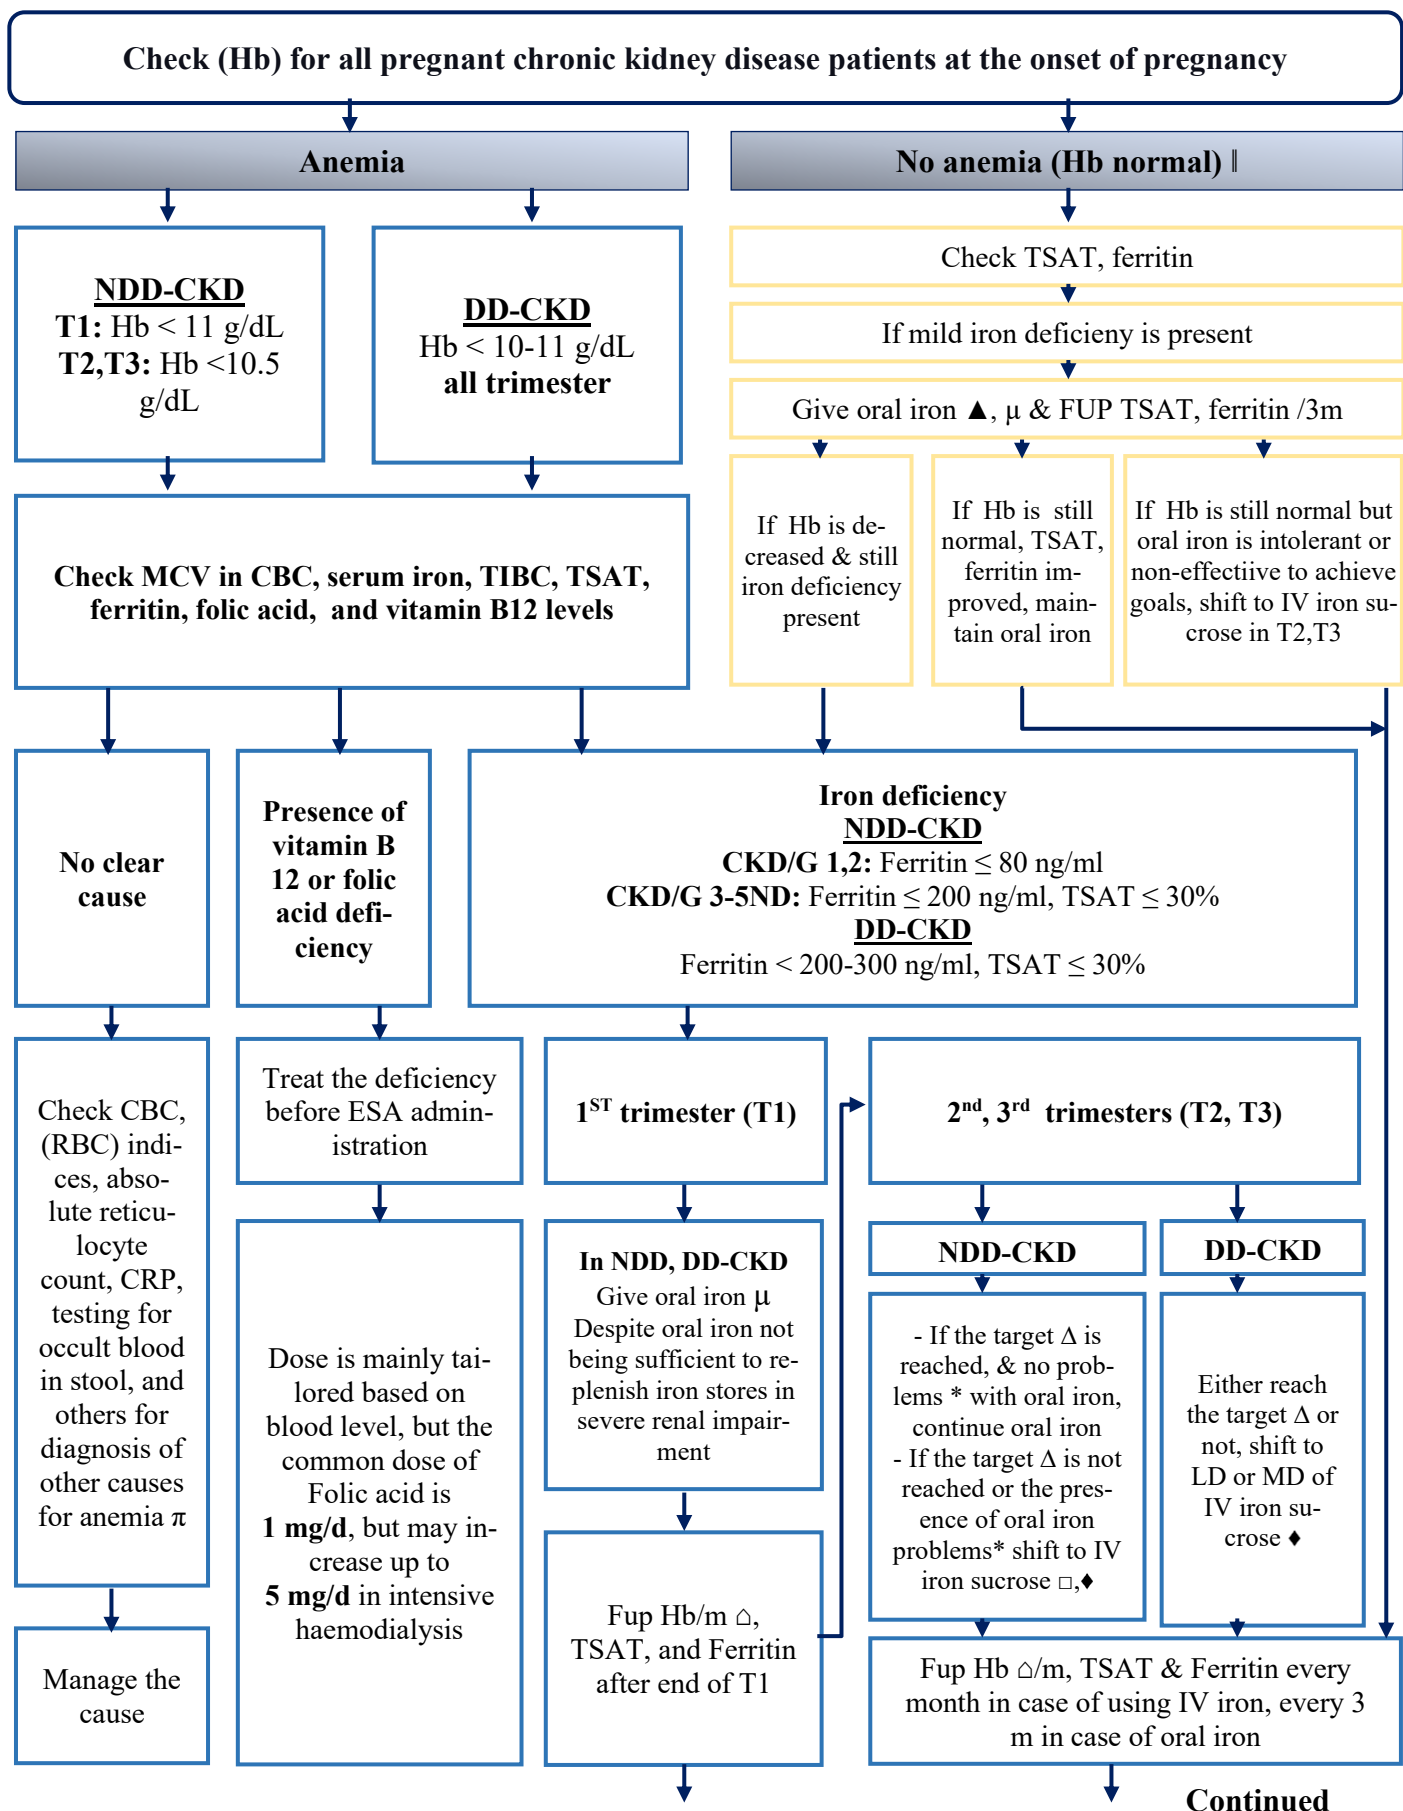 Check (Hb) for all pregnant chronic kidney disease patients at the onset of pregnancy
Anemia
No anemia (Hb normal) ‖
NDD-CKD
T1: Hb < 11 g/dL
T2,T3: Hb <10.5
g/dL
DD-CKD
Hb < 10-11 g/dL
all trimester
Check TSAT, ferritin
If mild iron deficieny is present
Give oral iron ▲, µ & FUP TSAT, ferritin /3m
If Hb is de-
creased & still
iron deficiency
present
If Hb is still
normal, TSAT,
ferritin im-
proved, main-
tain oral iron
If Hb is still normal but
oral iron is intolerant or
non-effectiive to achieve
goals, shift to IV iron su-
crose in T2,T3
Check MCV in CBC, serum iron, TIBC, TSAT,
ferritin, folic acid, and vitamin B12 levels
No clear
cause
Presence of
vitamin B
12 or folic
acid defi-
ciency
Iron deficiency
NDD-CKD
CKD/G 1,2: Ferritin ≤ 80 ng/ml
CKD/G 3-5ND: Ferritin ≤ 200 ng/ml, TSAT ≤ 30%
DD-CKD
Ferritin < 200-300 ng/ml, TSAT ≤ 30%
Check CBC,
(RBC) indi-
ces, abso-
lute reticu-
locyte
count, CRP,
testing for
occult blood
in stool, and
others for
diagnosis of
other causes
for anemia π
Manage the
cause
Treat the deficiency
before ESA admin-
istration
Dose is mainly tai-
lored based on
blood level, but the
common dose of
Folic acid is
1 mg/d, but may in-
crease up to
5 mg/d in intensive
haemodialysis
1ST trimester (T1)
In NDD, DD-CKD
Give oral iron µ
Despite oral iron not
being sufficient to re-
plenish iron stores in
severe renal impair-
ment
Fup Hb/m ⌂,
TSAT, and Ferritin
after end of T1
2nd, 3rd trimesters (T2, T3)
NDD-CKD
- If the target Δ is
reached, & no prob-
lems * with oral iron,
continue oral iron
- If the target Δ is not
reached or the pres-
ence of oral iron
problems* shift to IV
iron sucrose □,♦
DD-CKD
Either reach
the target Δ or
not, shift to
LD or MD of
IV iron su-
crose ♦
Fup Hb ⌂/m, TSAT & Ferritin every
month in case of using IV iron, every 3
m in case of oral iron
Continued